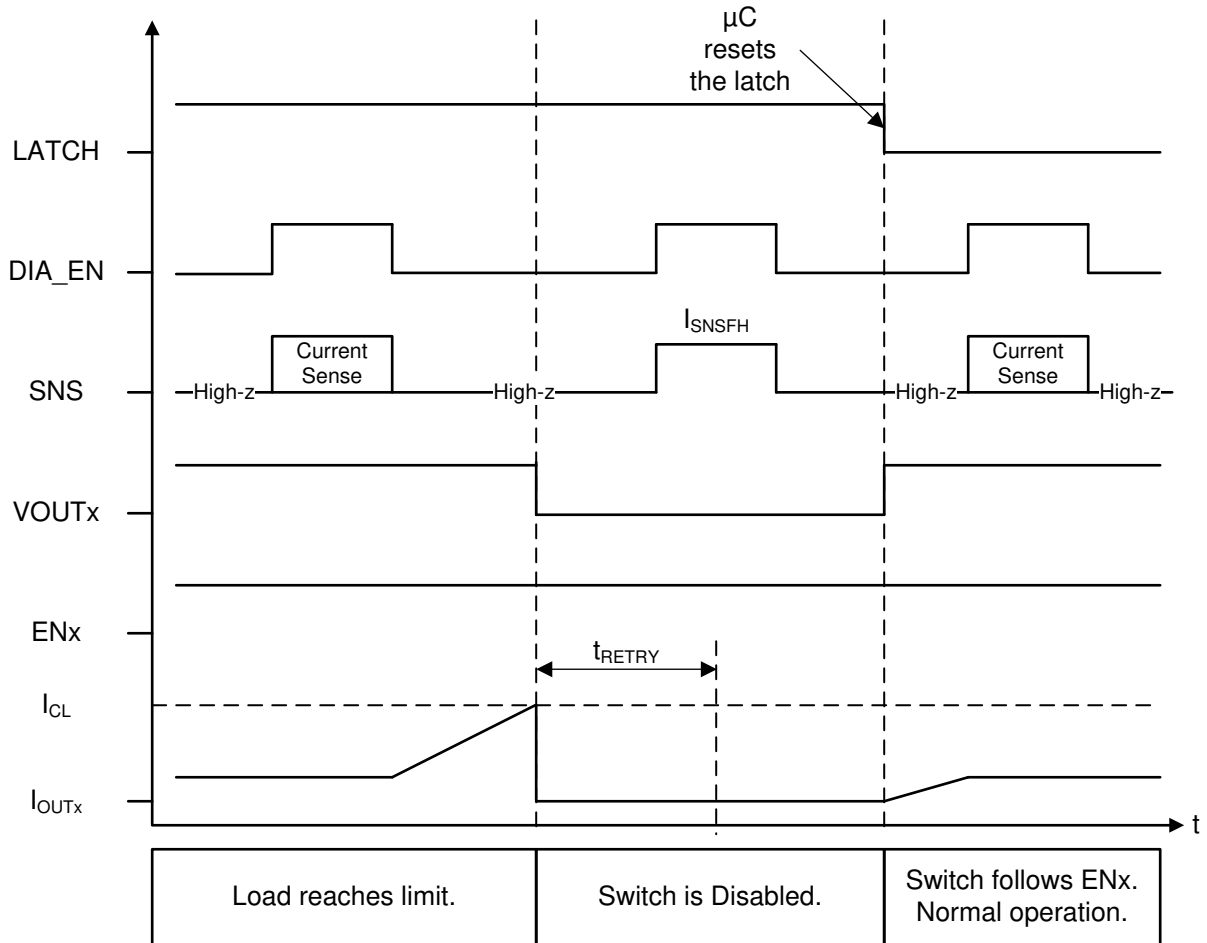 µC
resets
the latch
LATCH
DIA_EN
I_SNSFH
SNS
High-z
Current
Sense
High-z
High-z
Current
Sense
High-z
VOUTx
ENx
t_RETRY
I_CL
I_OUTx
t
Load reaches limit.
Switch is Disabled.
Switch follows ENx.
Normal operation.